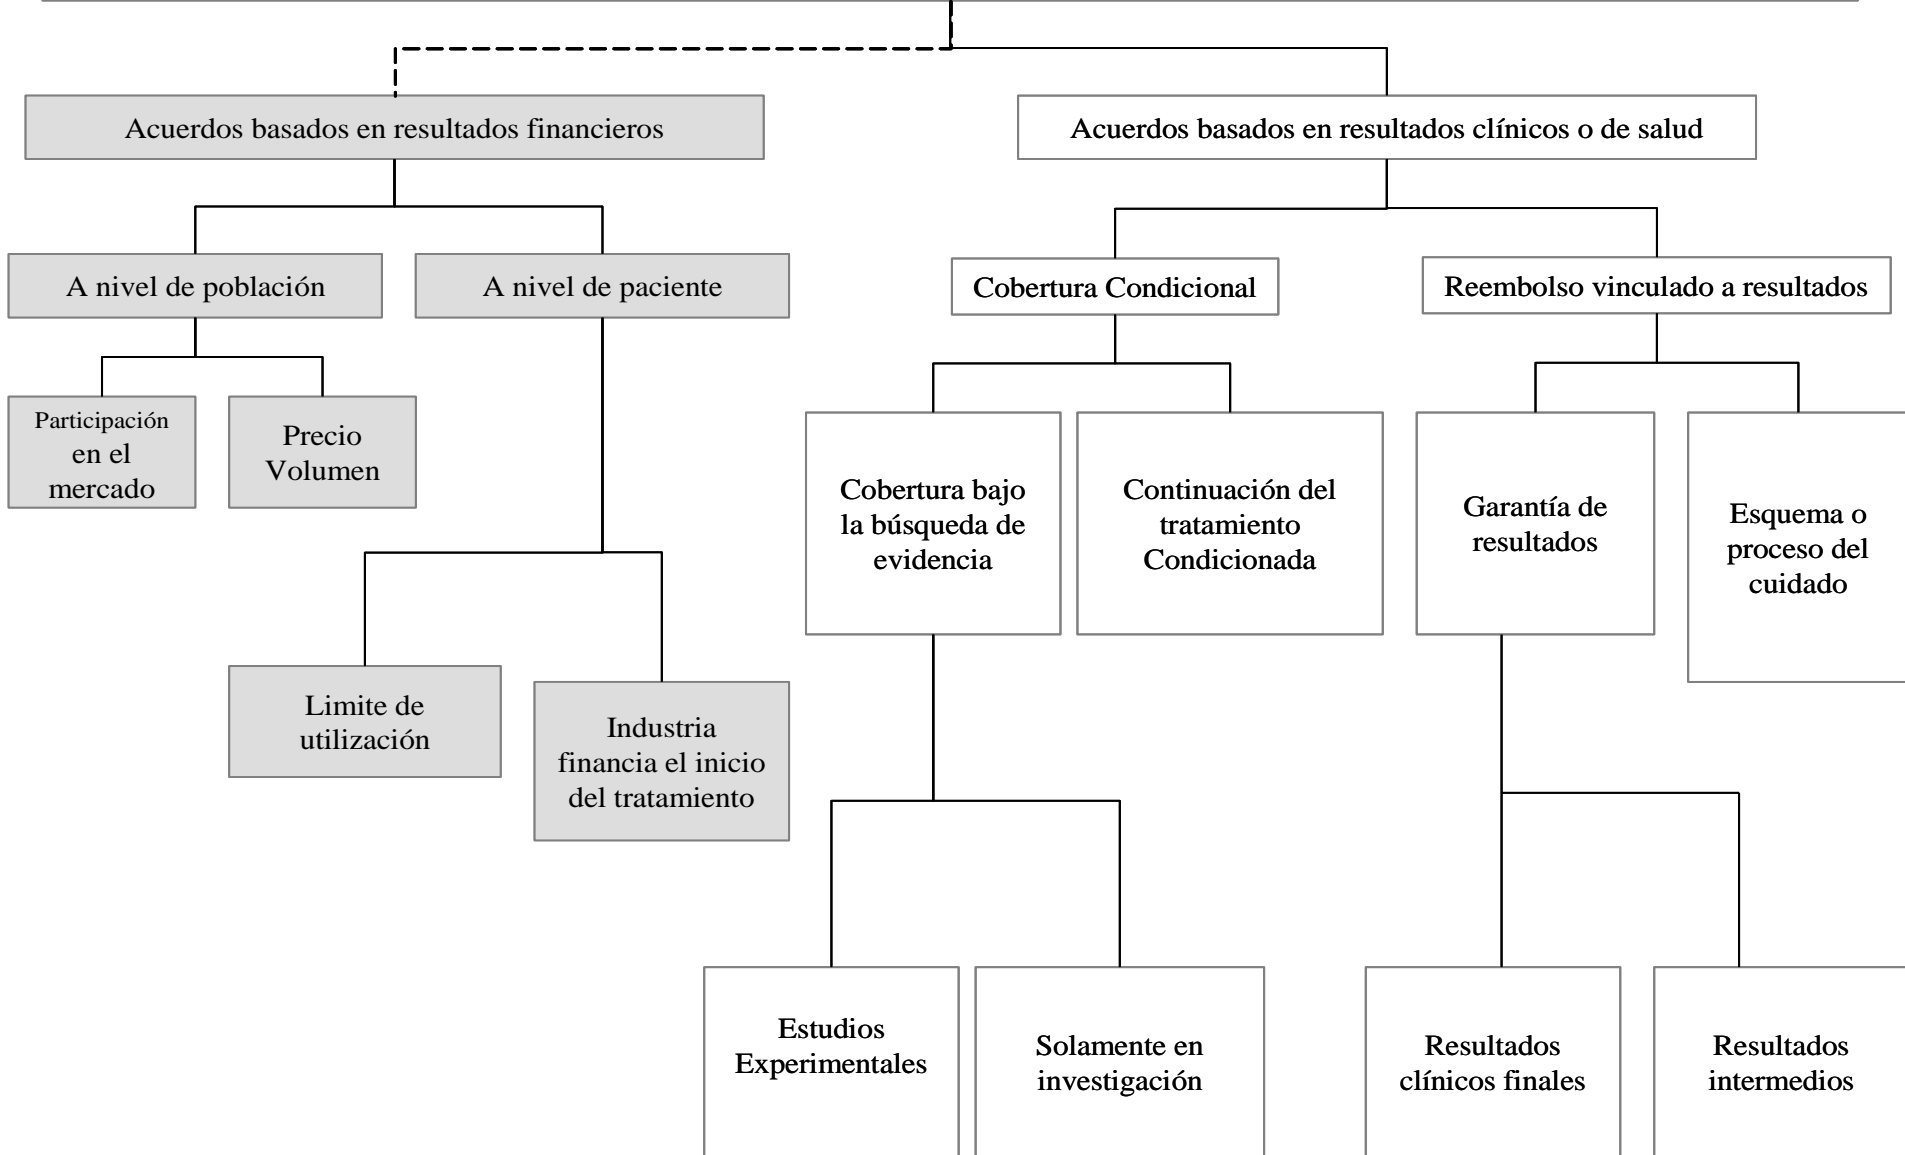 Acuerdos basados en resultados financieros
Acuerdos basados en resultados clínicos o de salud
A nivel de población
A nivel de paciente
Cobertura Condicional
Reembolso vinculado a resultados
Participación
en el
mercado
Precio
Volumen
Cobertura bajo
la búsqueda de
evidencia
Continuación del
tratamiento
Condicionada
Garantía de
resultados
Esquema o
proceso del
cuidado
Limite de
utilización
Industria
financia el inicio
del tratamiento
Estudios
Experimentales
Solamente en
investigación
Resultados
clínicos finales
Resultados
intermedios